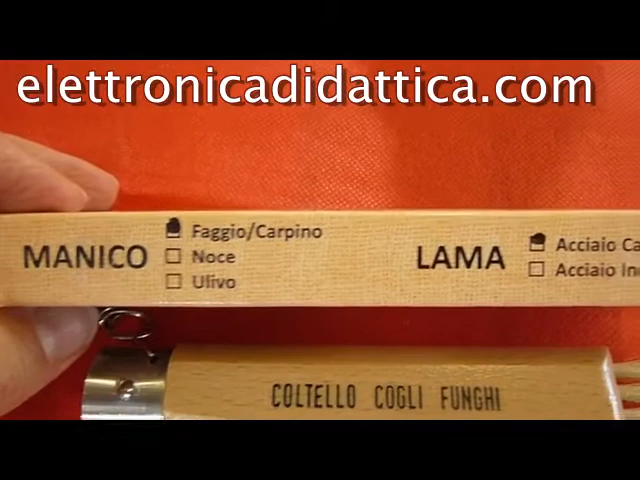 elettronicadidattica.com
MANICO
Faggio/Carpino
Noce
Ulivo
LAMA
Acciaio
Acciaio
COLTELLO COGLI FUNGHI